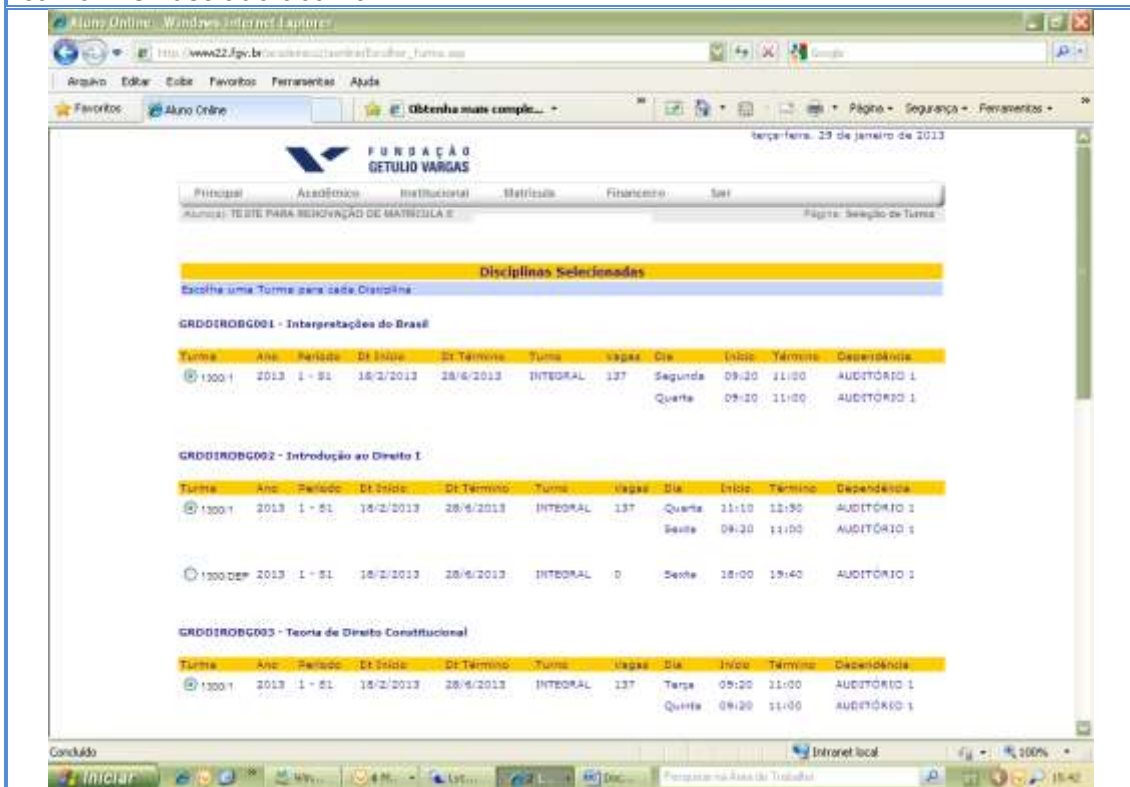 Aluno Online - Windows Internet Explorer
www22.fgv.br
Google
Arquivo Editar Exibir Favoritos Ferramentas Ajuda
Favoritos Aluno Online Obtenha mais comple... Página Segurança Ferramentas
terça-feira, 29 de janeiro de 2013
FUNDAÇÃO
GETULIO VARGAS
Principal Acadêmico Institucional Matrícula Financeiro Sair
Aluno(a): TESTE PARA RENOVAÇÃO DE MATRÍCULA Página: Seleção de Turma
Disciplinas Selecionadas
Escolha uma Turma para cada Disciplina
GRDDIROBG001 - Interpretações do Brasil
Turma Ano Período Dt Início Dt Término Turno Vagas Dia Início Término Dependência
1300/1 2013 1 - S1 18/2/2013 28/6/2013 INTEGRAL 137 Segunda 09:20 11:00 AUDITÓRIO 1
Quarta 09:20 11:00 AUDITÓRIO 1
GRDDIROBG002 - Introdução ao Direito I
Turma Ano Período Dt Início Dt Término Turno Vagas Dia Início Término Dependência
1300/1 2013 1 - S1 18/2/2013 28/6/2013 INTEGRAL 137 Quarta 11:10 12:50 AUDITÓRIO 1
Sexta 09:20 11:00 AUDITÓRIO 1
1300/DEP 2013 1 - S1 18/2/2013 28/6/2013 INTEGRAL 0 Sexta 18:00 19:40 AUDITÓRIO 1
GRDDIROBG003 - Teoria de Direito Constitucional
Turma Ano Período Dt Início Dt Término Turno Vagas Dia Início Término Dependência
1300/1 2013 1 - S1 18/2/2013 28/6/2013 INTEGRAL 137 Terça 09:20 11:00 AUDITÓRIO 1
Quinta 09:20 11:00 AUDITÓRIO 1
Concluído Intranet local 100%
Iniciar Pesquisar na Área de Trabalho 15:42